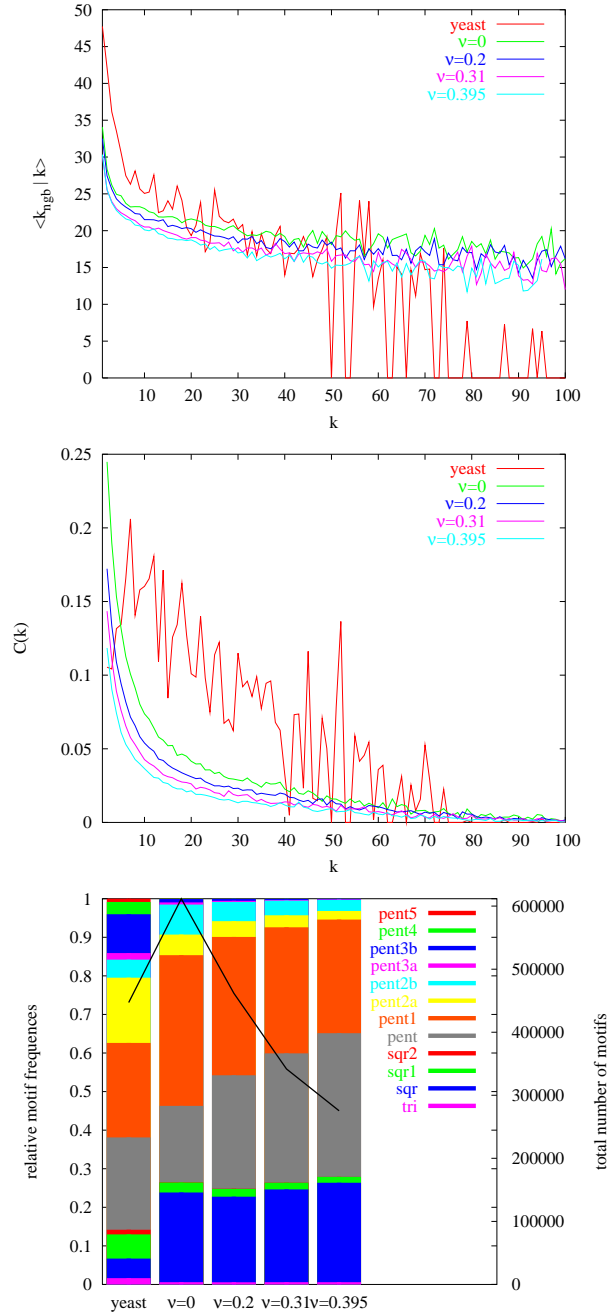 50
45
40
35
30
25
20
15
10
5
0
<k_ngb | k>
yeast
ν=0
ν=0.2
ν=0.31
ν=0.395
10 20 30 40 50 60 70 80 90 100
k
0.25
0.2
0.15
0.1
0.05
0
C(k)
yeast
ν=0
ν=0.2
ν=0.31
ν=0.395
10 20 30 40 50 60 70 80 90 100
k
1
0.9
0.8
0.7
0.6
0.5
0.4
0.3
0.2
0.1
0
relative motif frequences
pent5
pent4
pent3b
pent3a
pent2b
pent2a
pent1
pent
sqr2
sqr1
sqr
tri
600000
500000
400000
300000
200000
100000
0
total number of motifs
yeast ν=0 ν=0.2 ν=0.31 ν=0.395